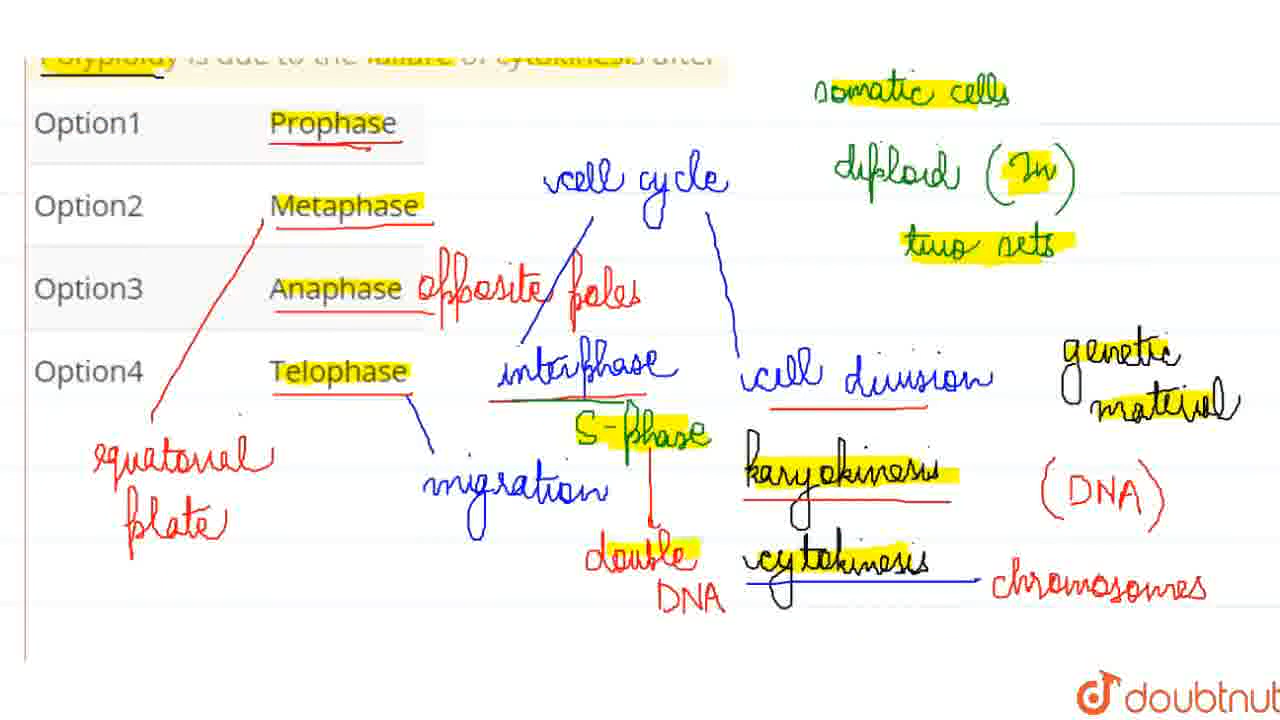 Polyploidy is due to the failure of cytokinesis after
Option1 Prophase
Option2 Metaphase
Option3 Anaphase
Option4 Telophase
opposite poles
equatorial
plate
migration
cell cycle
interphase
S-phase
double
DNA
cell division
karyokinesis
cytokinesis
chromosomes
somatic cells
diploid (2n)
two sets
genetic
material
(DNA)
doubtnut